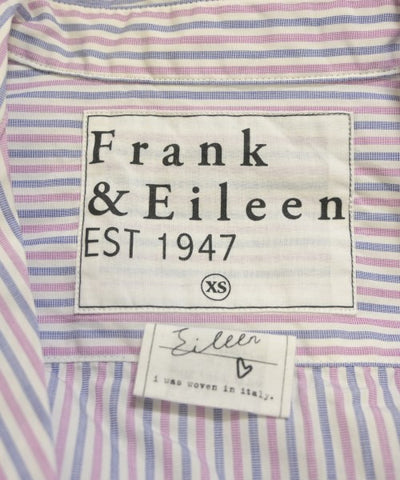 Frank
& Eileen
EST 1947
XS
Eileen
i was woven in italy.